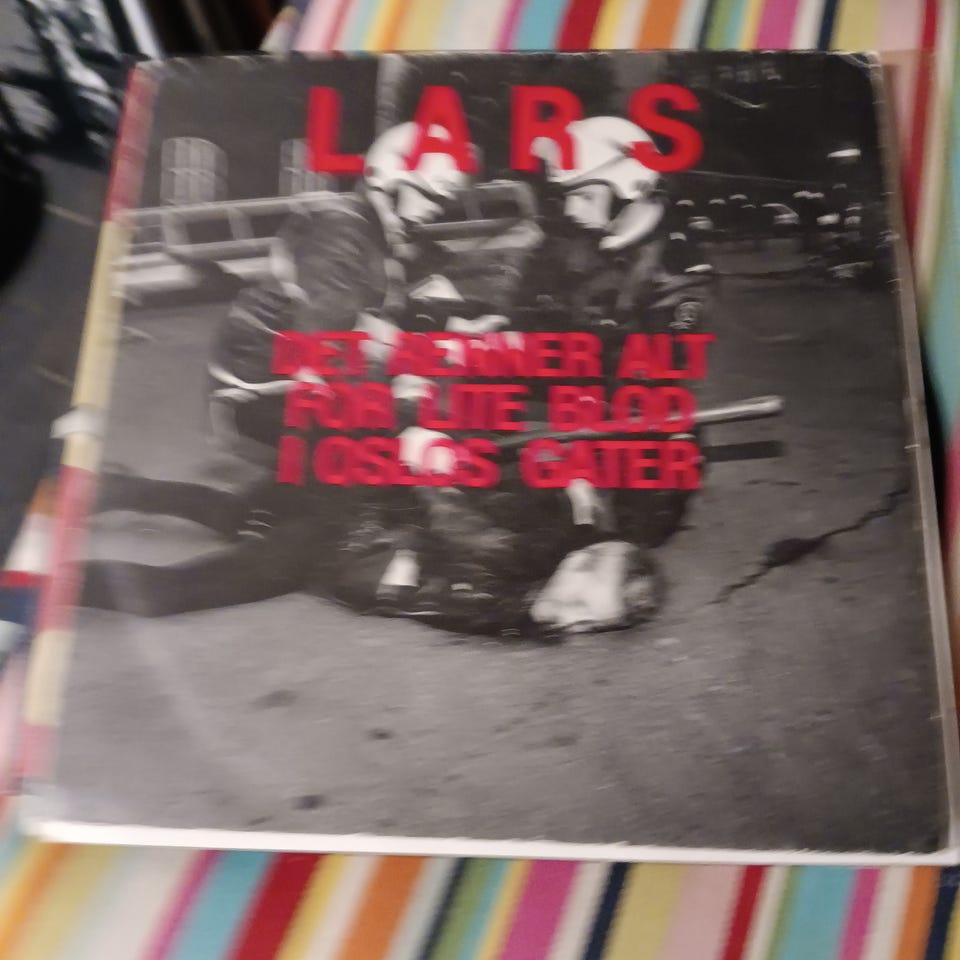 LARS
DET RENNER ALT
FOR LITE BLOD
I OSLOS GATER